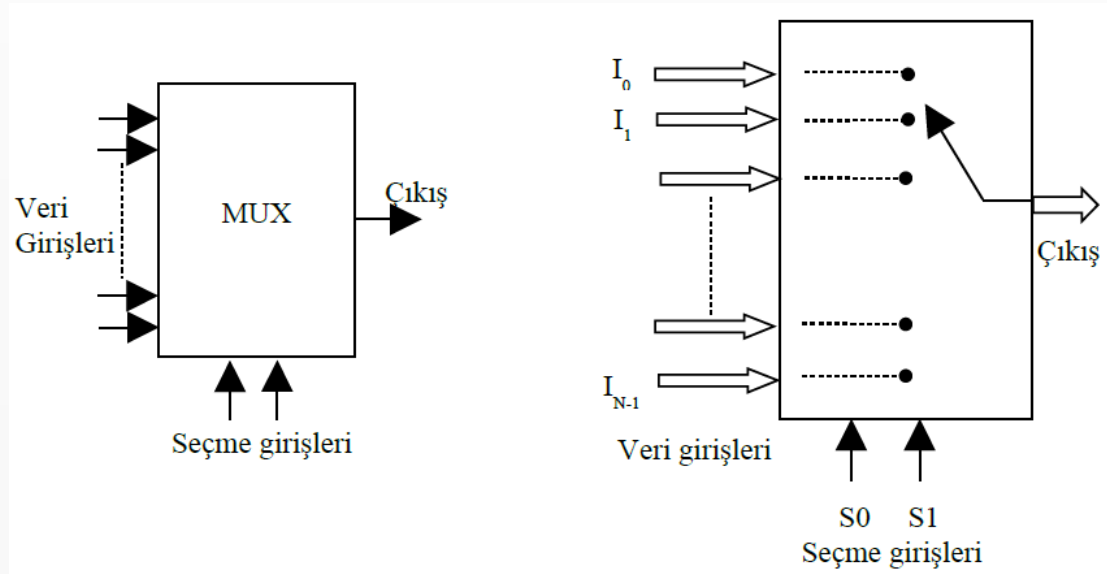 Veri
Girişleri
MUX
Çıkış
Seçme girişleri
I0
I1
IN-1
Veri girişleri
Çıkış
S0 S1
Seçme girişleri